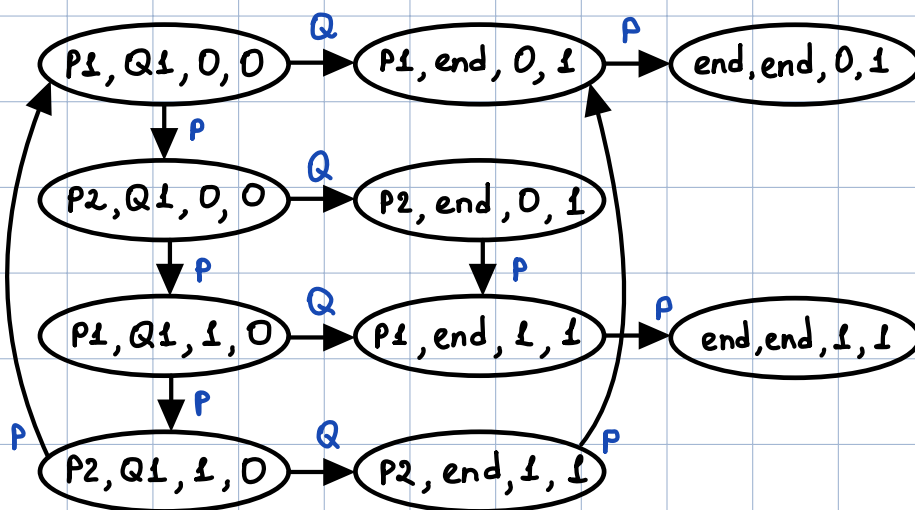 Q
P
P1, Q1, 0, 0
P1, end, 0, 1
end, end, 0, 1
P
Q
P2, Q1, 0, 0
P2, end, 0, 1
P
P
Q
P
P1, Q1, 1, 0
P1, end, 1, 1
end, end, 1, 1
P
P
Q
P
P2, Q1, 1, 0
P2, end, 1, 1